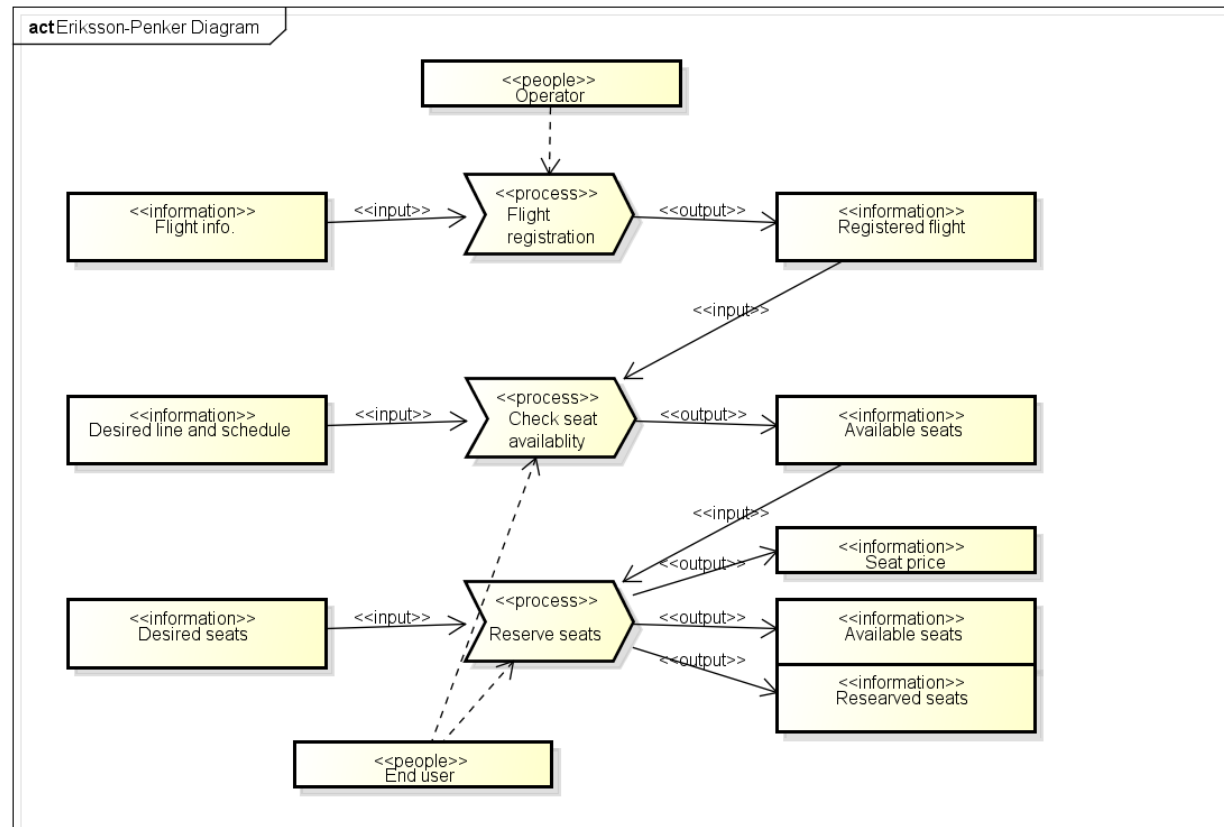 act Eriksson-Penker Diagram
<<people>>
Operator
<<information>>
Flight info.
<<input>>
<<process>>
Flight
registration
<<output>>
<<information>>
Registered flight
<<input>>
<<information>>
Desired line and schedule
<<input>>
<<process>>
Check seat
availablity
<<output>>
<<information>>
Available seats
<<input>>
<<output>>
<<information>>
Seat price
<<information>>
Desired seats
<<input>>
<<process>>
Reserve seats
<<output>>
<<information>>
Available seats
<<output>>
<<information>>
Researved seats
<<people>>
End user